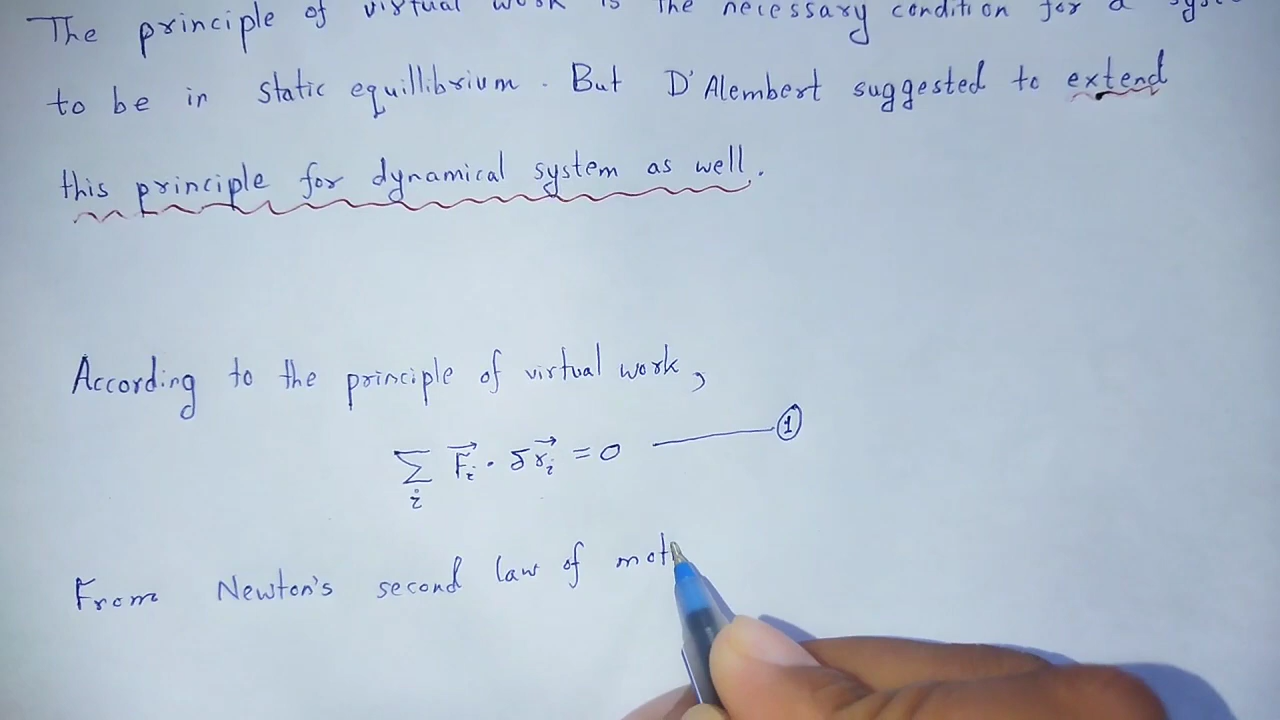 The principle of virtual work is the necessary condition for a
to be in static equillibrium. But D'Alembert suggested to extend
this principle for dynamical system as well.
According to the principle of virtual work,
∑ F⃗ᵢ · δr⃗ᵢ = 0 ——— ①
i
From Newton's second law of mot